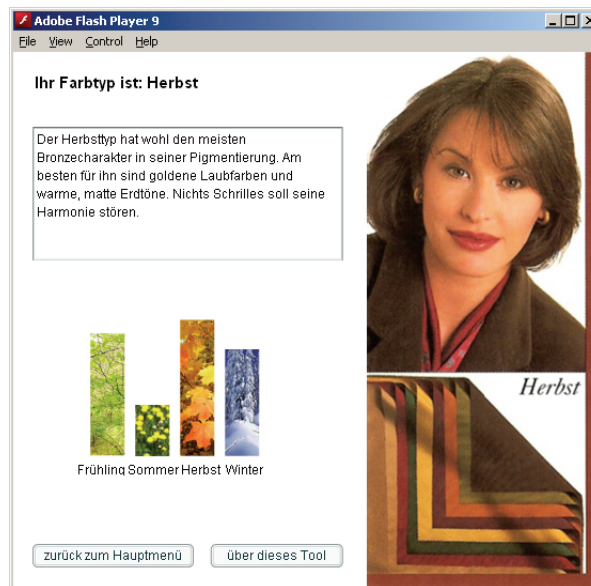 Adobe Flash Player 9
File View Control Help
Ihr Farbtyp ist: Herbst
Der Herbsttyp hat wohl den meisten
Bronzecharakter in seiner Pigmentierung. Am
besten für ihn sind goldene Laubfarben und
warme, matte Erdtöne. Nichts Schrilles soll seine
Harmonie stören.
Frühling Sommer Herbst Winter
Herbst
zurück zum Hauptmenü über dieses Tool